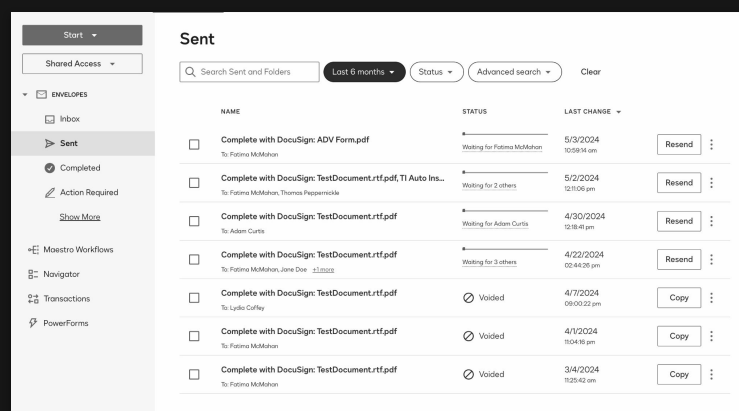 Start
Shared Access
ENVELOPES
Inbox
Sent
Completed
Action Required
Show More
Maestro Workflows
Navigator
Transactions
PowerForms
Sent
Search Sent and Folders
Last 6 months
Status
Advanced search
Clear
NAME STATUS LAST CHANGE
Complete with DocuSign: ADV Form.pdf
To: Fatima McMahan
Waiting for Fatima McMahan
5/3/2024
10:59:14 am
Resend
Complete with DocuSign: TestDocument.rtf.pdf, TI Auto Ins...
To: Fatima McMahan, Thomas Peppernickle
Waiting for 2 others
5/2/2024
12:11:06 pm
Resend
Complete with DocuSign: TestDocument.rtf.pdf
To: Adam Curtis
Waiting for Adam Curtis
4/30/2024
12:18:41 pm
Resend
Complete with DocuSign: TestDocument.rtf.pdf
To: Fatima McMahan, Jane Doe +1 more
Waiting for 3 others
4/22/2024
02:44:26 pm
Resend
Complete with DocuSign: TestDocument.rtf.pdf
To: Lydia Coffey
Voided
4/7/2024
09:00:22 pm
Copy
Complete with DocuSign: TestDocument.rtf.pdf
To: Fatima McMahan
Voided
4/1/2024
11:04:16 pm
Copy
Complete with DocuSign: TestDocument.rtf.pdf
To: Fatima McMahan
Voided
3/4/2024
11:25:42 am
Copy